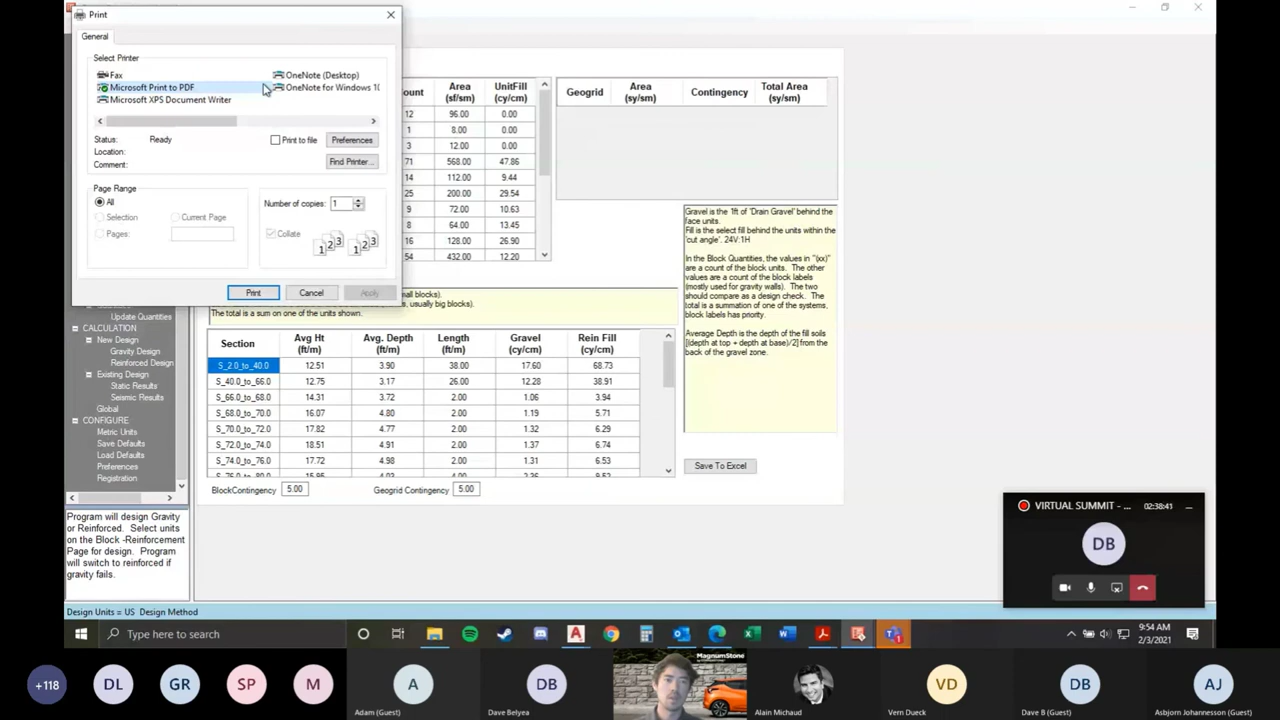 Print
General
Select Printer
Fax
OneNote (Desktop)
Microsoft Print to PDF
OneNote for Windows 1(
Microsoft XPS Document Writer
Status: Ready
Print to file
Preferences
Location:
Comment:
Find Printer...
Page Range
All
Selection
Current Page
Pages:
Number of copies: 1
Collate
1 2 3 1 2 3
Print
Cancel
Apply
ount Area (sf/sm) UnitFill (cy/cm)
12 96.00 0.00
1 8.00 0.00
3 12.00 0.00
71 568.00 47.86
14 112.00 9.44
25 200.00 29.54
9 72.00 10.63
8 64.00 13.45
16 128.00 26.90
54 432.00 12.20
Geogrid Area (sy/sm) Contingency Total Area (sy/sm)
Gravel is the 1ft of 'Drain Gravel' behind the
face units.
Fill is the select fill behind the units within the
'cut angle'. 24V:1H
In the Block Quantities, the values in "(xx)"
are a count of the block units. The other
values are a count of the block labels
(mostly used for gravity walls). The two
should compare as a design check. The
total is a summation of one of the systems,
block labels has priority.
Average Depth is the depth of the fill soils
[(depth at top + depth at base)/2] from the
back of the gravel zone.
mall blocks).
, usually big blocks).
The total is a sum on one of the units shown.
Section Avg Ht (ft/m) Avg. Depth (ft/m) Length (ft/m) Gravel (cy/cm) Rein Fill (cy/cm)
S_2.0_to_40.0 12.51 3.90 38.00 17.60 68.73
S_40.0_to_66.0 12.75 3.17 26.00 12.28 38.91
S_66.0_to_68.0 14.31 3.72 2.00 1.06 3.94
S_68.0_to_70.0 16.07 4.80 2.00 1.19 5.71
S_70.0_to_72.0 17.82 4.77 2.00 1.32 6.29
S_72.0_to_74.0 18.51 4.91 2.00 1.37 6.74
S_74.0_to_76.0 17.72 4.98 2.00 1.31 6.53
BlockContingency 5.00
Geogrid Contingency 5.00
Save To Excel
Update Quantities
CALCULATION
New Design
Gravity Design
Reinforced Design
Existing Design
Static Results
Seismic Results
Global
CONFIGURE
Metric Units
Save Defaults
Load Defaults
Preferences
Registration
Program will design Gravity
or Reinforced. Select units
on the Block -Reinforcement
Page for design. Program
will switch to reinforced if
gravity fails.
Design Units = US Design Method
VIRTUAL SUMMIT - ... 02:38:41
DB
Type here to search
9:54 AM
2/3/2021
+118
DL
GR
SP
M
A
Adam (Guest)
DB
Dave Belyea
MagnumStone
Alain Michaud
VD
Vern Dueck
DB
Dave B (Guest)
AJ
Asbjorn Johannesson (Guest)